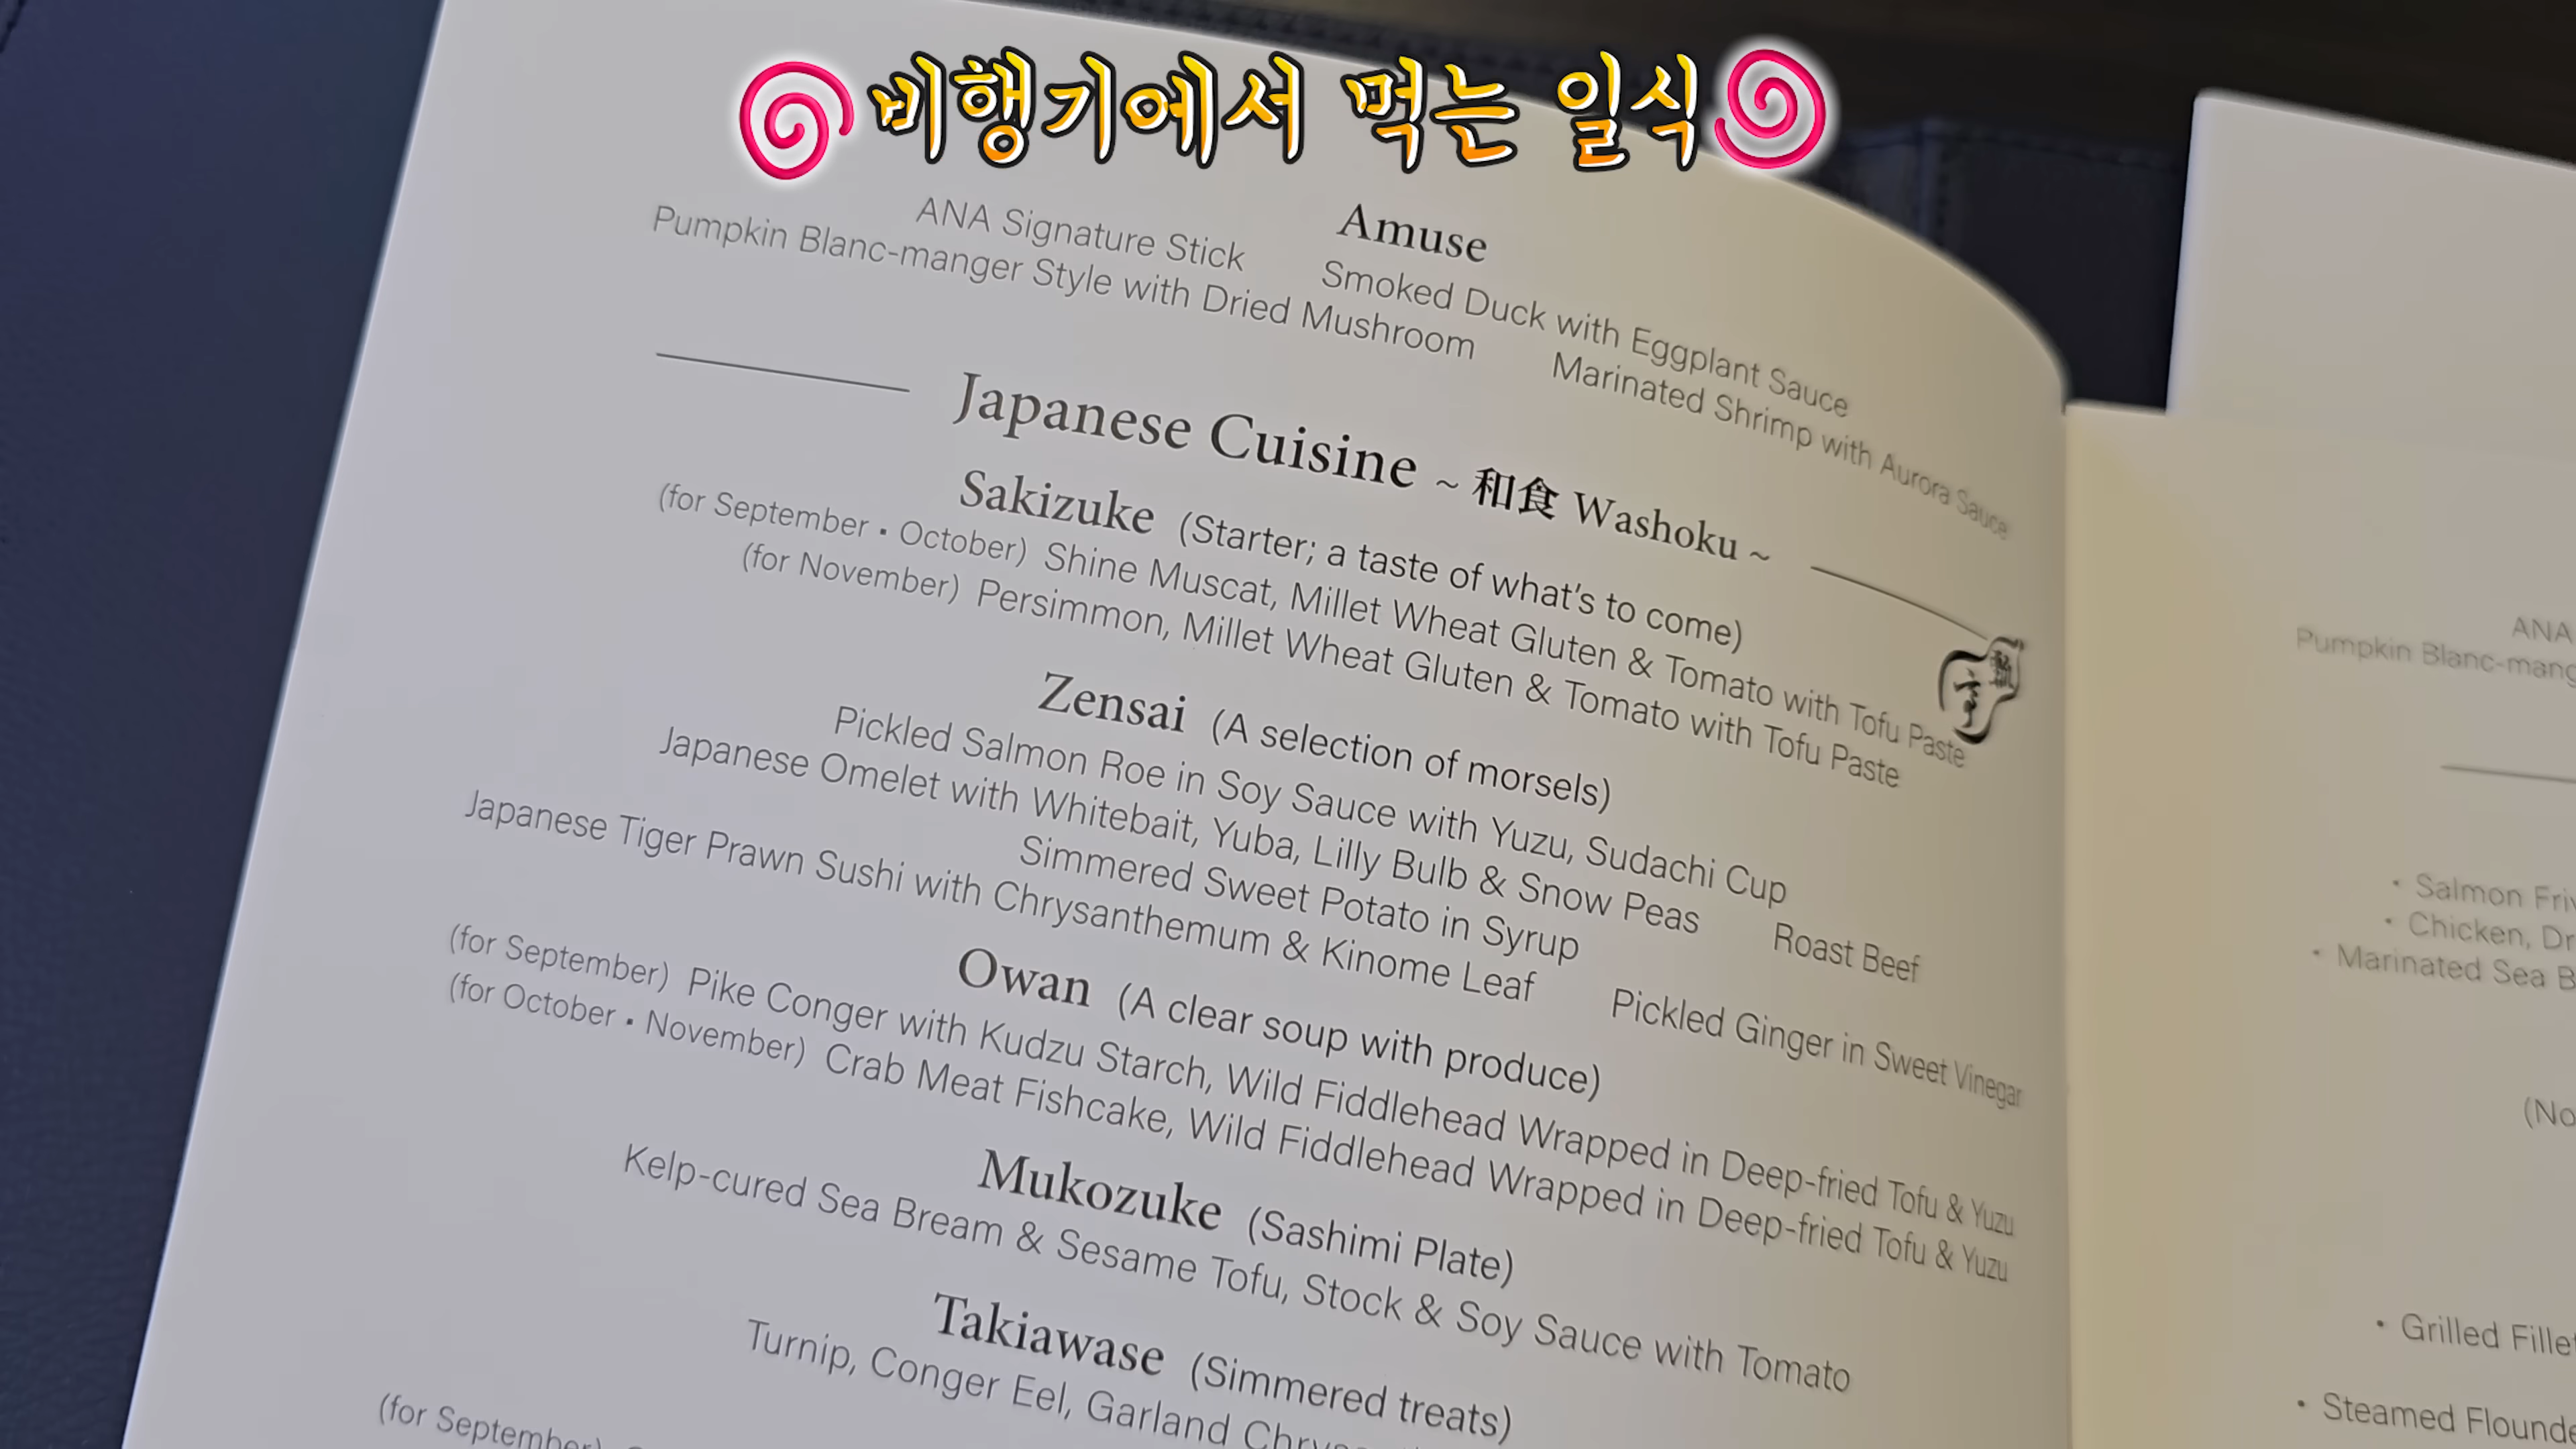 비행기에서 먹는 일식
Amuse
ANA Signature Stick Smoked Duck with Eggplant Sauce
Pumpkin Blanc-manger Style with Dried Mushroom Marinated Shrimp with Aurora Sauce
Japanese Cuisine ~ 和食 Washoku ~
Sakizuke (Starter; a taste of what's to come)
(for September · October) Shine Muscat, Millet Wheat Gluten & Tomato with Tofu Paste
(for November) Persimmon, Millet Wheat Gluten & Tomato with Tofu Paste
Zensai (A selection of morsels)
Pickled Salmon Roe in Soy Sauce with Yuzu, Sudachi Cup
Japanese Omelet with Whitebait, Yuba, Lilly Bulb & Snow Peas Roast Beef
Simmered Sweet Potato in Syrup
Japanese Tiger Prawn Sushi with Chrysanthemum & Kinome Leaf Pickled Ginger in Sweet Vinegar
Owan (A clear soup with produce)
(for September) Pike Conger with Kudzu Starch, Wild Fiddlehead Wrapped in Deep-fried Tofu & Yuzu
(for October · November) Crab Meat Fishcake, Wild Fiddlehead Wrapped in Deep-fried Tofu & Yuzu
Mukozuke (Sashimi Plate)
Kelp-cured Sea Bream & Sesame Tofu, Stock & Soy Sauce with Tomato
Takiawase (Simmered treats)
Turnip, Conger Eel, Garland
(for September)
ANA
Pumpkin Blanc-mang
• Salmon
• Chicken,
• Marinated Sea
(No
• Grilled Fille
• Steamed Flound